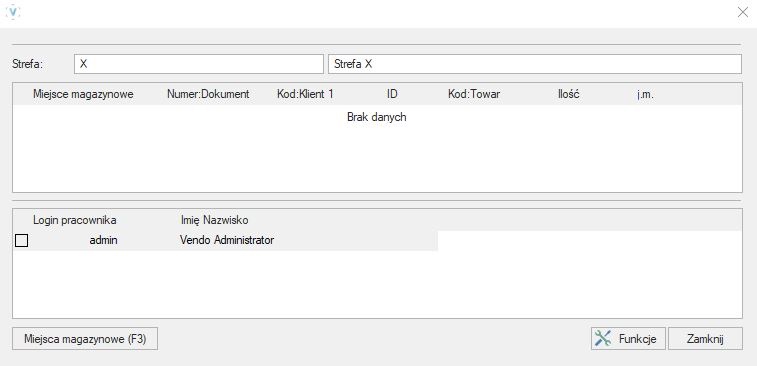 V
Strefa: X Strefa X
Miejsce magazynowe Numer:Dokument Kod:Klient 1 ID Kod:Towar Ilość j.m.
Brak danych
Login pracownika Imię Nazwisko
admin Vendo Administrator
Miejsca magazynowe (F3) Funkcje Zamknij